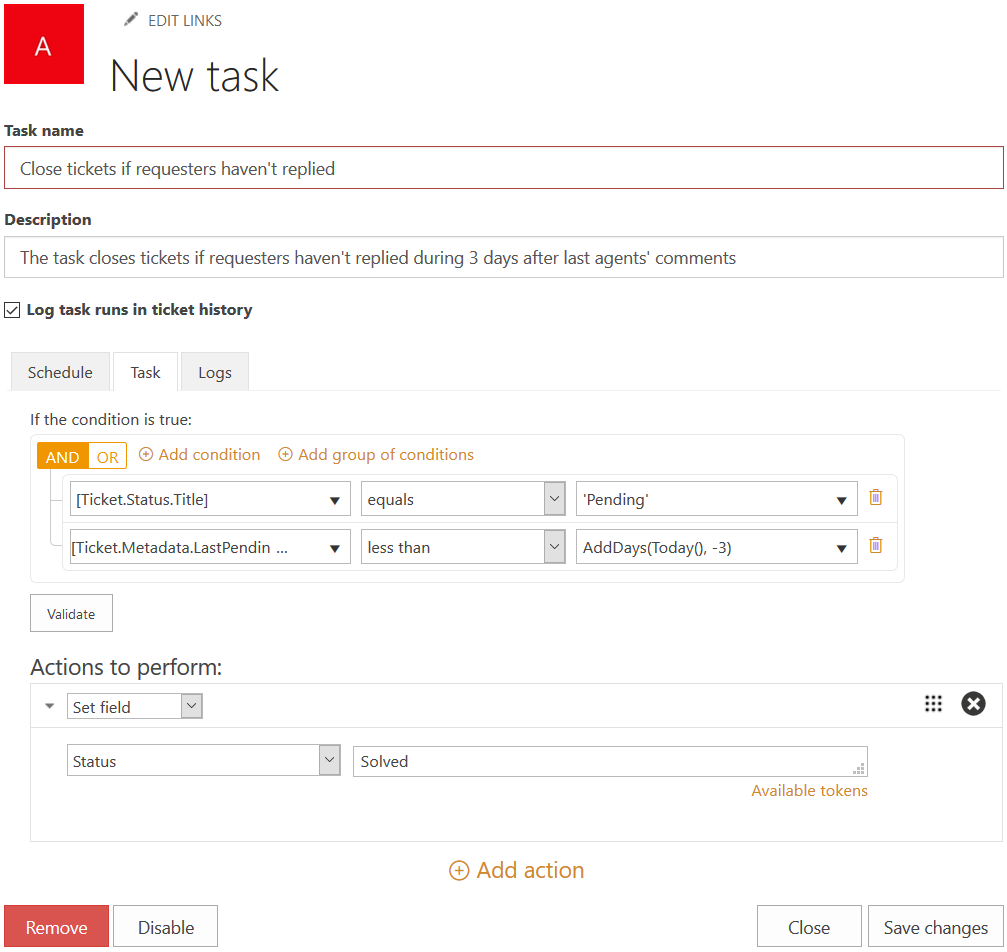 A
EDIT LINKS
New task
Task name
Close tickets if requesters haven't replied
Description
The task closes tickets if requesters haven't replied during 3 days after last agents' comments
Log task runs in ticket history
Schedule Task Logs
If the condition is true:
AND OR Add condition Add group of conditions
[Ticket.Status.Title] equals 'Pending'
[Ticket.Metadata.LastPendin ... less than AddDays(Today(), -3)
Validate
Actions to perform:
Set field
Status Solved
Available tokens
Add action
Remove Disable Close Save changes